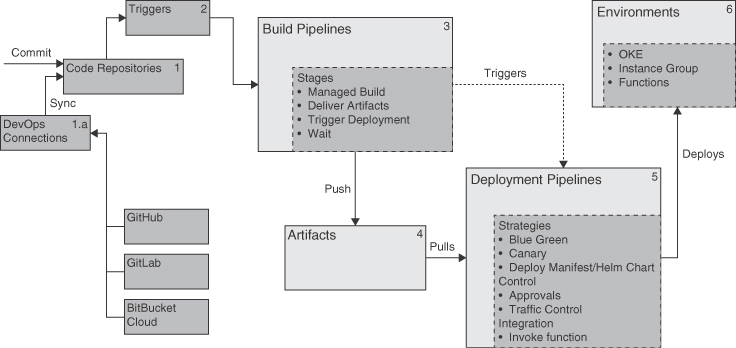 Triggers 2
Commit
Code Repositories 1
Sync
DevOps 1.a
Connections
GitHub
GitLab
BitBucket
Cloud
Build Pipelines 3
Stages
• Managed Build
• Deliver Artifacts
• Trigger Deployment
• Wait
Push
Artifacts 4
Pulls
Triggers
Deployment Pipelines 5
Strategies
• Blue Green
• Canary
• Deploy Manifest/Helm Chart
Control
• Approvals
• Traffic Control
Integration
• Invoke function
Deploys
Environments 6
• OKE
• Instance Group
• Functions